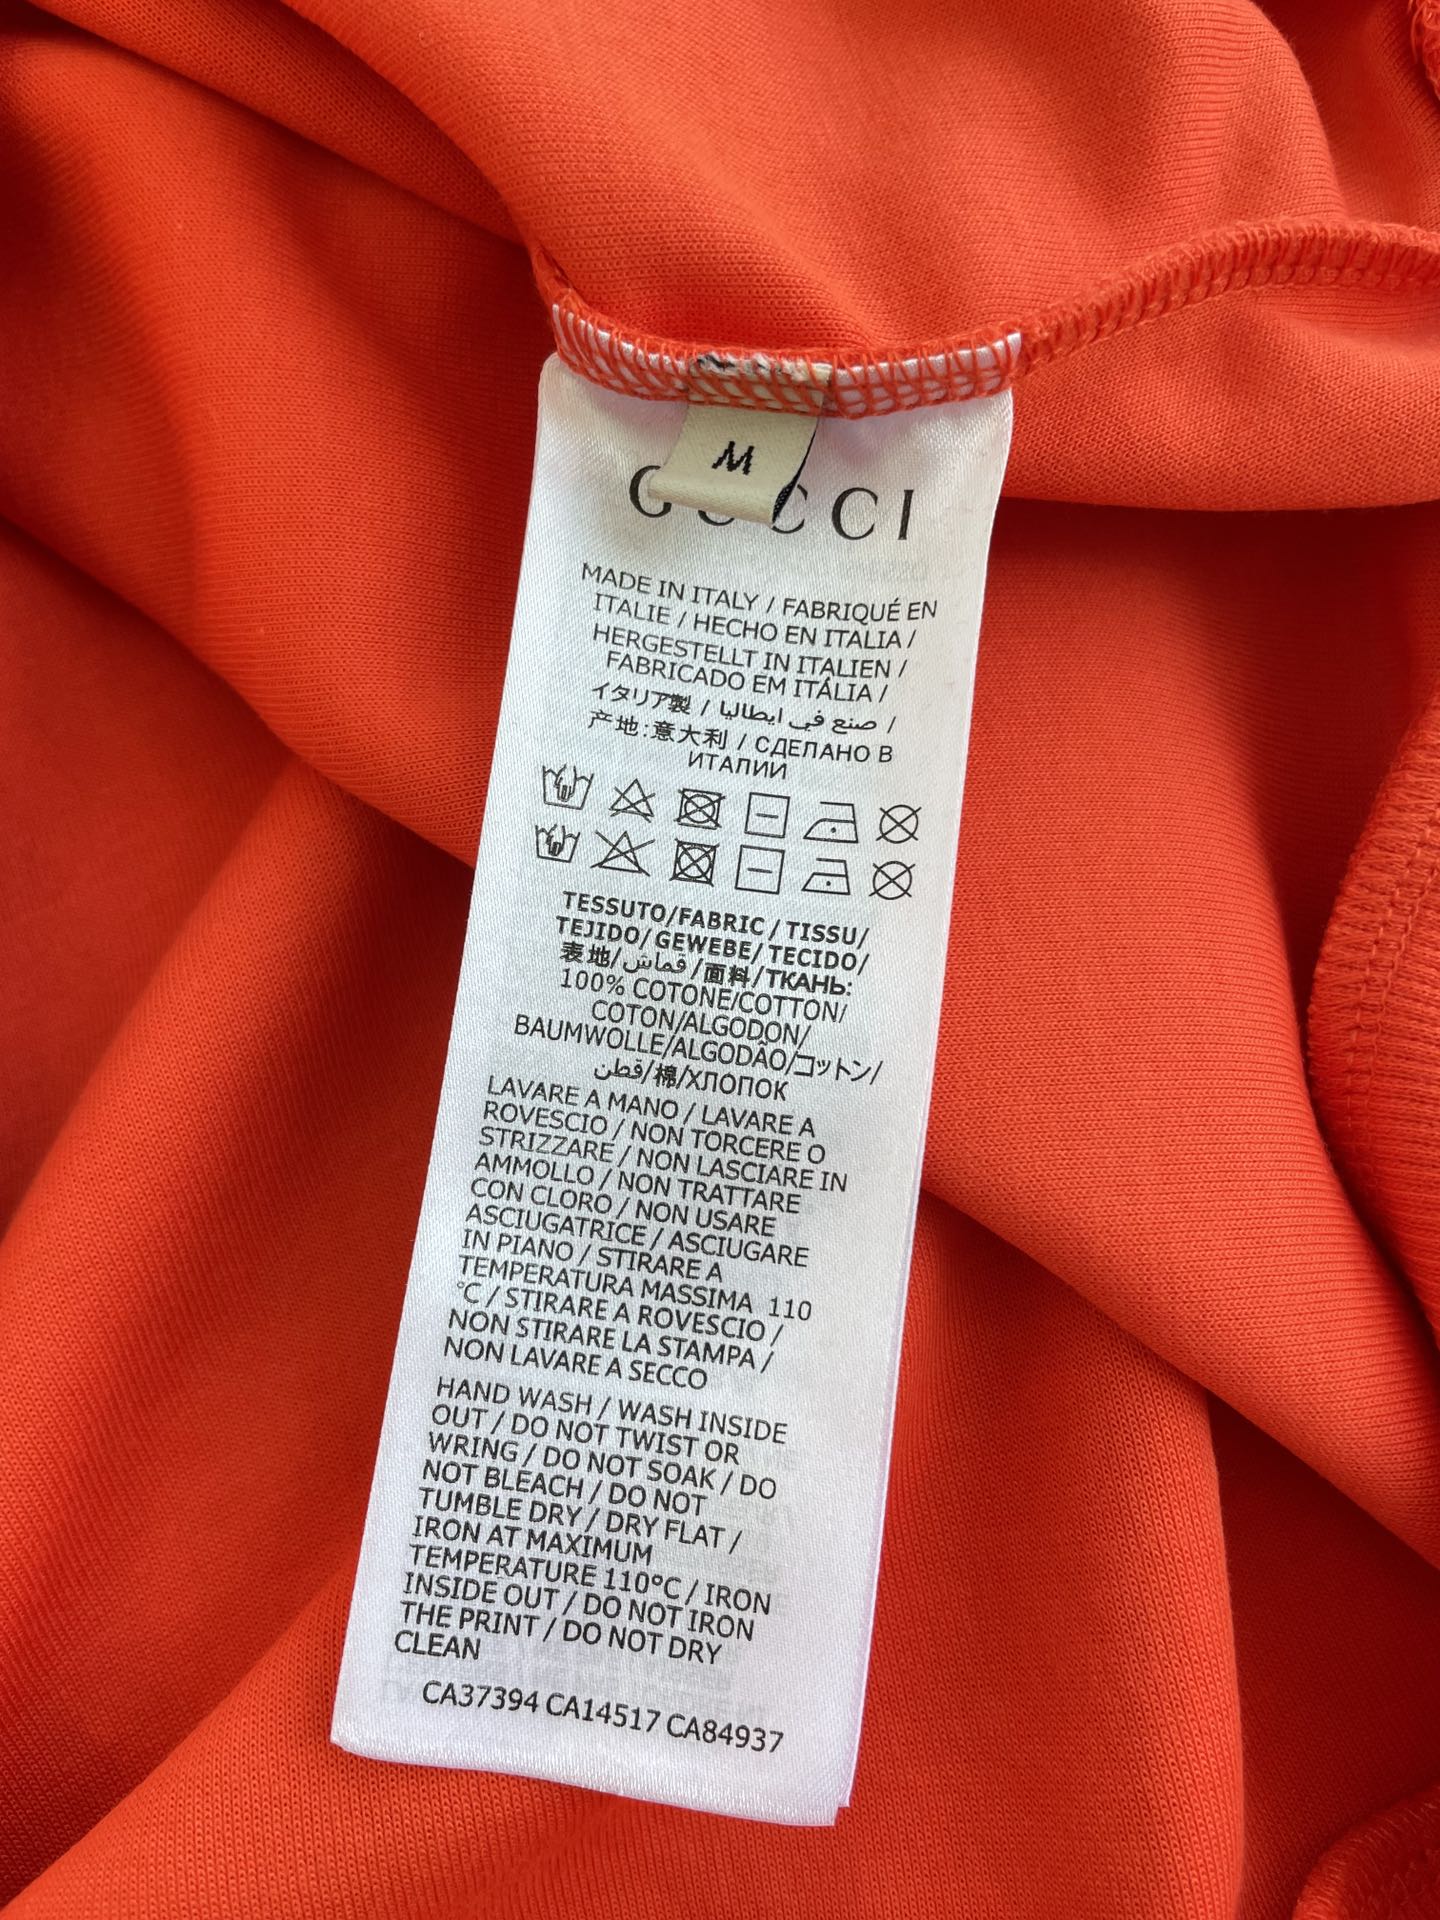 M
GUCCI
MADE IN ITALY / FABRIQUÉ EN
ITALIE / HECHO EN ITALIA /
HERGESTELLT IN ITALIEN /
FABRICADO EM ITÁLIA /
イタリア製 / صنع في ايطاليا /
产地:意大利 / СДЕЛАНО В
ИТАЛИИ
TESSUTO/FABRIC / TISSU/
TEJIDO/ GEWEBE/ TECIDO/
表地/قماش/面料/ТКАНЬ:
100% COTONE/COTTON/
COTON/ALGODON/
BAUMWOLLE/ALGODÂO/コットン/
قطن/棉/ХЛОПОК
LAVARE A MANO / LAVARE A
ROVESCIO / NON TORCERE O
STRIZZARE / NON LASCIARE IN
AMMOLLO / NON TRATTARE
CON CLORO / NON USARE
ASCIUGATRICE / ASCIUGARE
IN PIANO / STIRARE A
TEMPERATURA MASSIMA 110
°C / STIRARE A ROVESCIO /
NON STIRARE LA STAMPA /
NON LAVARE A SECCO
HAND WASH / WASH INSIDE
OUT / DO NOT TWIST OR
WRING / DO NOT SOAK / DO
NOT BLEACH / DO NOT
TUMBLE DRY / DRY FLAT /
IRON AT MAXIMUM
TEMPERATURE 110°C / IRON
INSIDE OUT / DO NOT IRON
THE PRINT / DO NOT DRY
CLEAN
CA37394 CA14517 CA84937